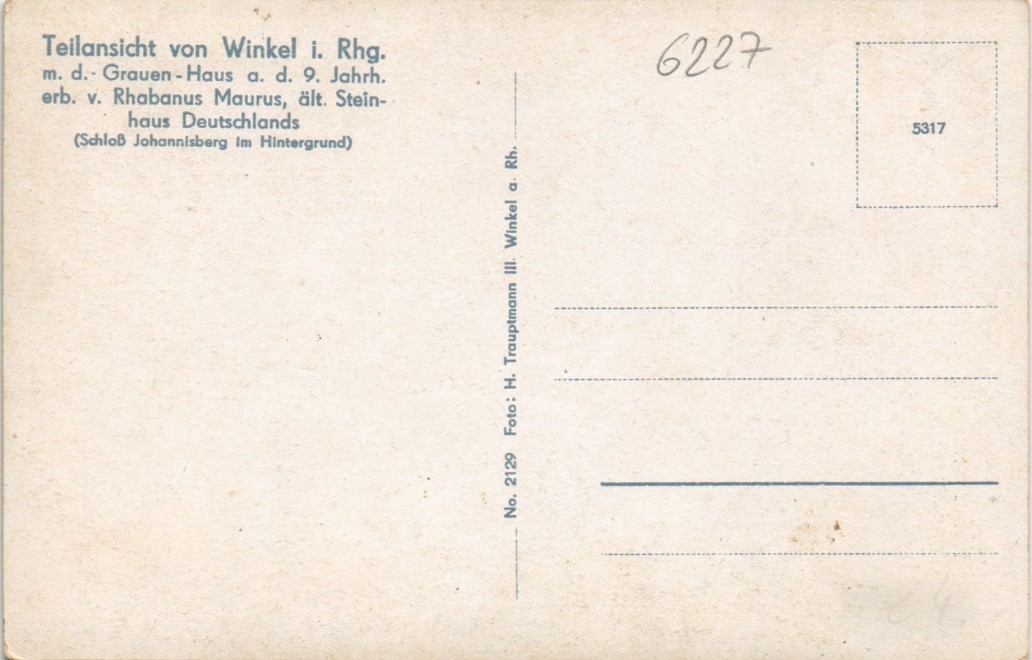 Teilansicht von Winkel i. Rhg.
m. d. Grauen-Haus a. d. 9. Jahrh.
erb. v. Rhabanus Maurus, ält. Stein-
haus Deutschlands
(Schloß Johannisberg im Hintergrund)
No. 2129 Foto: H. Trauptmann III. Winkel a. Rh.
6227
5317